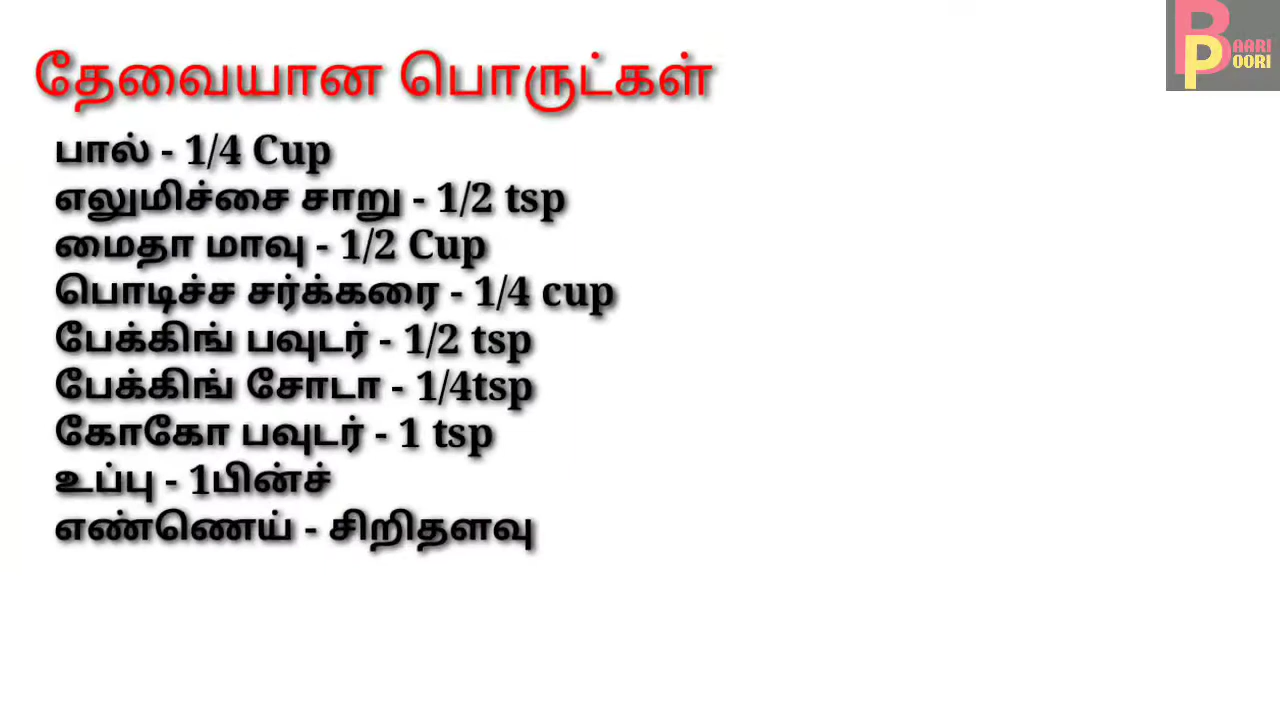 தேவையான பொருட்கள்
பால் - 1/4 Cup
எலுமிச்சை சாறு - 1/2 tsp
மைதா மாவு - 1/2 Cup
பொடிச்ச சர்க்கரை - 1/4 cup
பேக்கிங் பவுடர் - 1/2 tsp
பேக்கிங் சோடா - 1/4tsp
கோகோ பவுடர் - 1 tsp
உப்பு - 1பின்ச்
எண்ணெய் - சிறிதளவு
BAARI
POORI